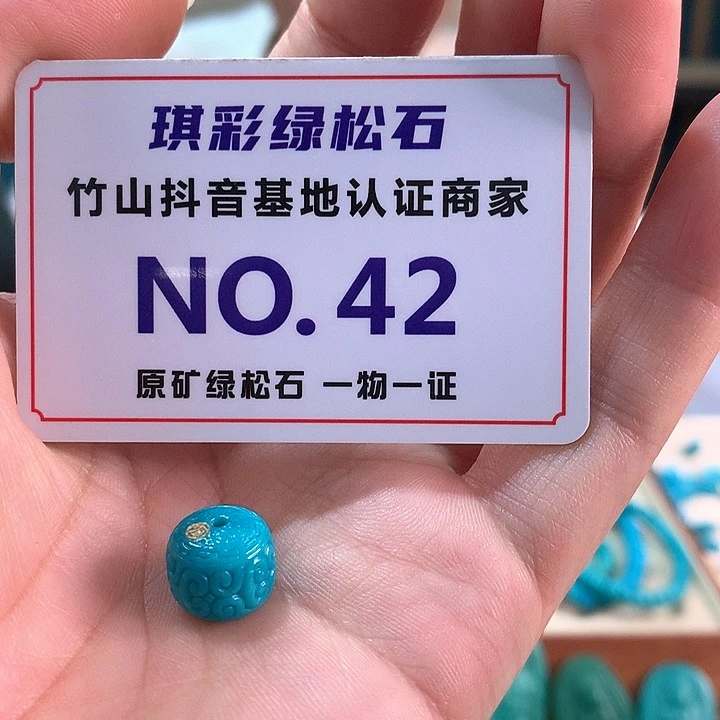 琪彩绿松石
竹山抖音基地认证商家
NO.42
原矿绿松石 一物一证